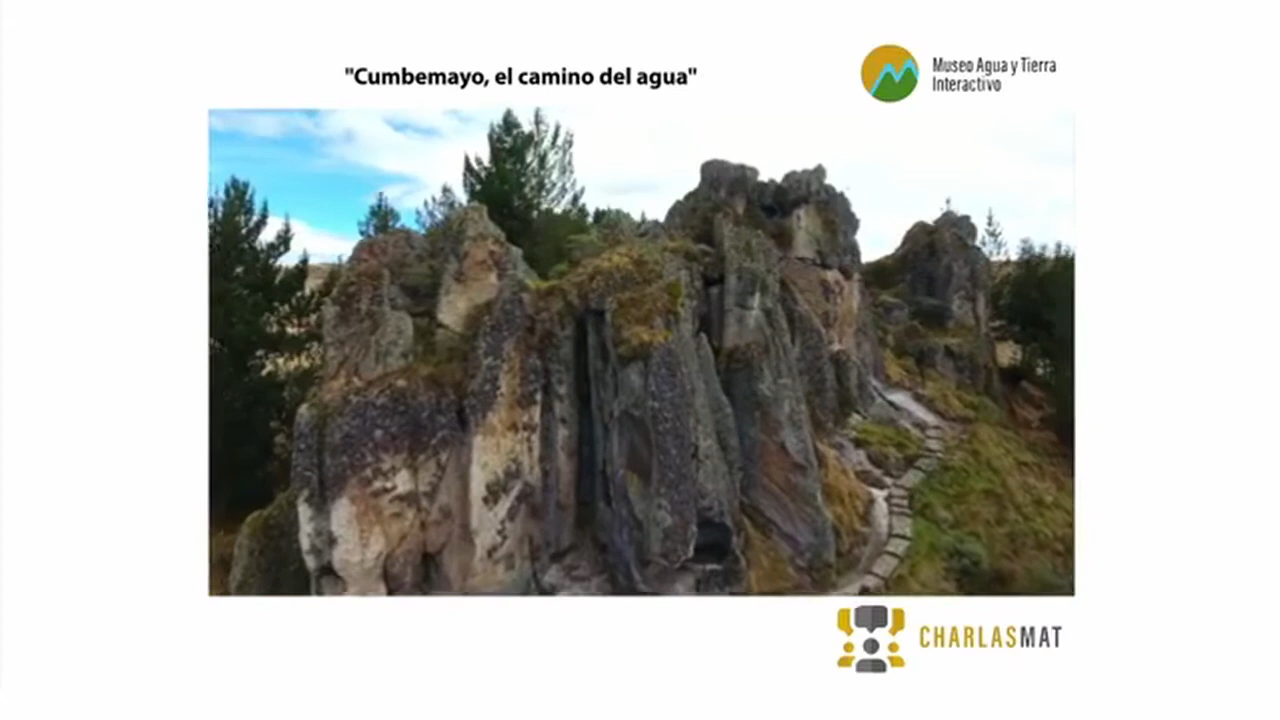 "Cumbemayo, el camino del agua"
Museo Agua y Tierra
Interactivo
CHARLASMAT